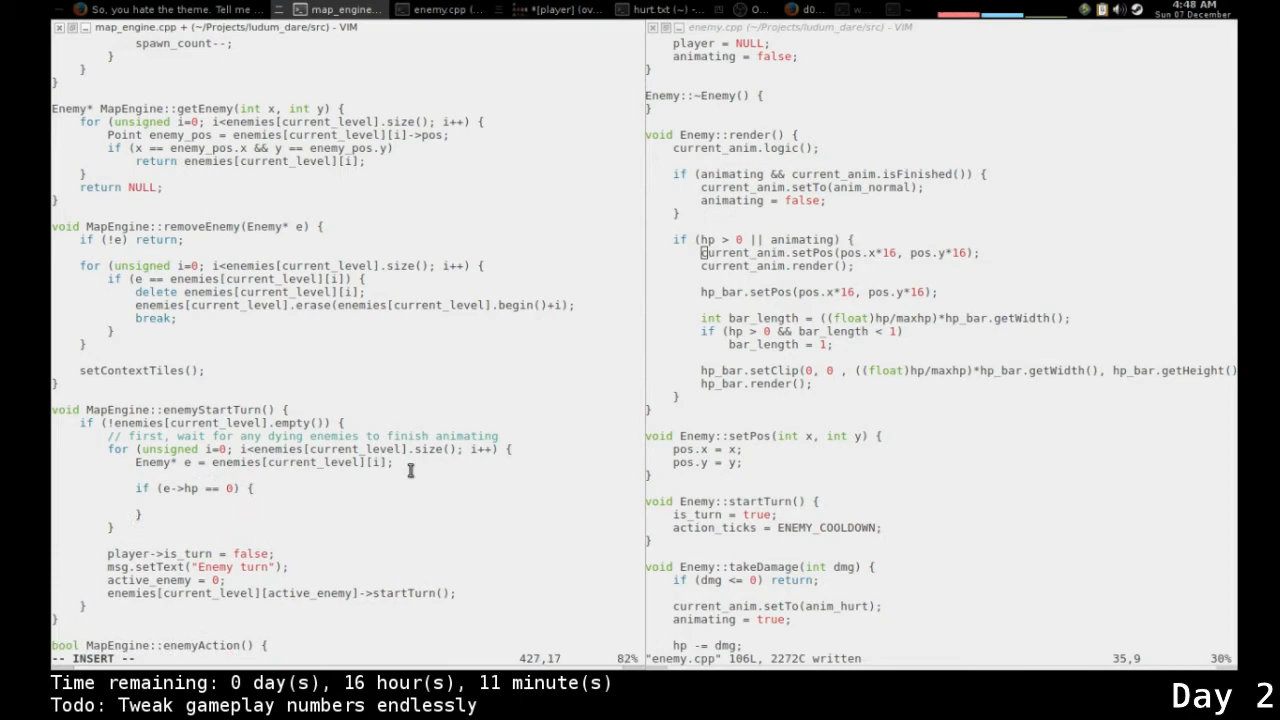 So, you hate the theme. Tell me ...
map_engine...
enemy.cpp (...
*[player] (ov...
hurt.txt (~) -...
O...
d0...
w...
4:48 AM
Sun 07 December
map_engine.cpp + (~/Projects/ludum_dare/src) - VIM
spawn_count--;
}
}
}
Enemy* MapEngine::getEnemy(int x, int y) {
for (unsigned i=0; i<enemies[current_level].size(); i++) {
Point enemy_pos = enemies[current_level][i]->pos;
if (x == enemy_pos.x && y == enemy_pos.y)
return enemies[current_level][i];
}
return NULL;
}
void MapEngine::removeEnemy(Enemy* e) {
if (!e) return;
for (unsigned i=0; i<enemies[current_level].size(); i++) {
if (e == enemies[current_level][i]) {
delete enemies[current_level][i];
enemies[current_level].erase(enemies[current_level].begin()+i);
break;
}
}
setContextTiles();
}
void MapEngine::enemyStartTurn() {
if (!enemies[current_level].empty()) {
// first, wait for any dying enemies to finish animating
for (unsigned i=0; i<enemies[current_level].size(); i++) {
Enemy* e = enemies[current_level][i];
if (e->hp == 0) {
}
}
player->is_turn = false;
msg.setText("Enemy turn");
active_enemy = 0;
enemies[current_level][active_enemy]->startTurn();
}
}
bool MapEngine::enemyAction() {
-- INSERT --
427,17
82%
enemy.cpp (~/Projects/ludum_dare/src) - VIM
player = NULL;
animating = false;
}
Enemy::~Enemy() {
}
void Enemy::render() {
current_anim.logic();
if (animating && current_anim.isFinished()) {
current_anim.setTo(anim_normal);
animating = false;
}
if (hp > 0 || animating) {
current_anim.setPos(pos.x*16, pos.y*16);
current_anim.render();
hp_bar.setPos(pos.x*16, pos.y*16);
int bar_length = ((float)hp/maxhp)*hp_bar.getWidth();
if (hp > 0 && bar_length < 1)
bar_length = 1;
hp_bar.setClip(0, 0 , ((float)hp/maxhp)*hp_bar.getWidth(), hp_bar.getHeight()
hp_bar.render();
}
}
void Enemy::setPos(int x, int y) {
pos.x = x;
pos.y = y;
}
void Enemy::startTurn() {
is_turn = true;
action_ticks = ENEMY_COOLDOWN;
}
void Enemy::takeDamage(int dmg) {
if (dmg <= 0) return;
current_anim.setTo(anim_hurt);
animating = true;
hp -= dmg;
"enemy.cpp" 106L, 2272C written
35,9
30%
Time remaining: 0 day(s), 16 hour(s), 11 minute(s)
Todo: Tweak gameplay numbers endlessly
Day 2